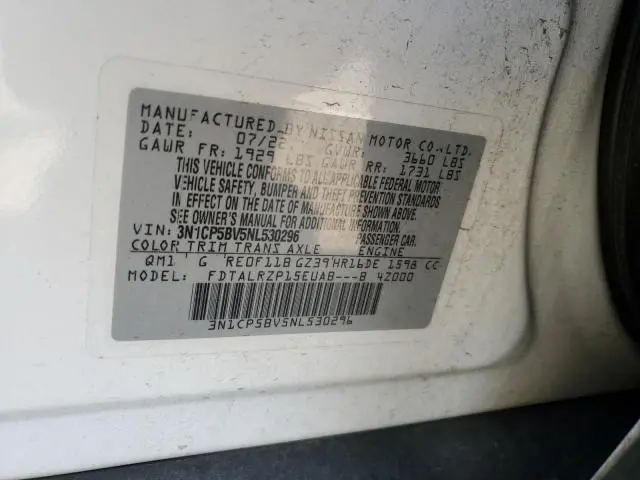 MANUFACTURED BY NISSAN MOTOR CO.,LTD.
DATE: 07/22 GVWR: 3660 LBS
GAWR FR: 1929 LBS GAWR RR: 1731 LBS
THIS VEHICLE CONFORMS TO ALL APPLICABLE FEDERAL MOTOR
VEHICLE SAFETY, BUMPER AND THEFT PREVENTION STANDARDS
IN EFFECT ON THE DATE OF MANUFACTURE SHOWN ABOVE.
SEE OWNER'S MANUAL FOR ADDITIONAL INFORMATION.
VIN: 3N1CP5BV5NL530296 PASSENGER CAR.
COLOR TRIM TRANS AXLE ENGINE
QM1 G RE0F11B GZ39 HR16DE 1598 CC
MODEL: FDTALRZP15EUAB---B 4Z000
3N1CP5BV5NL530296